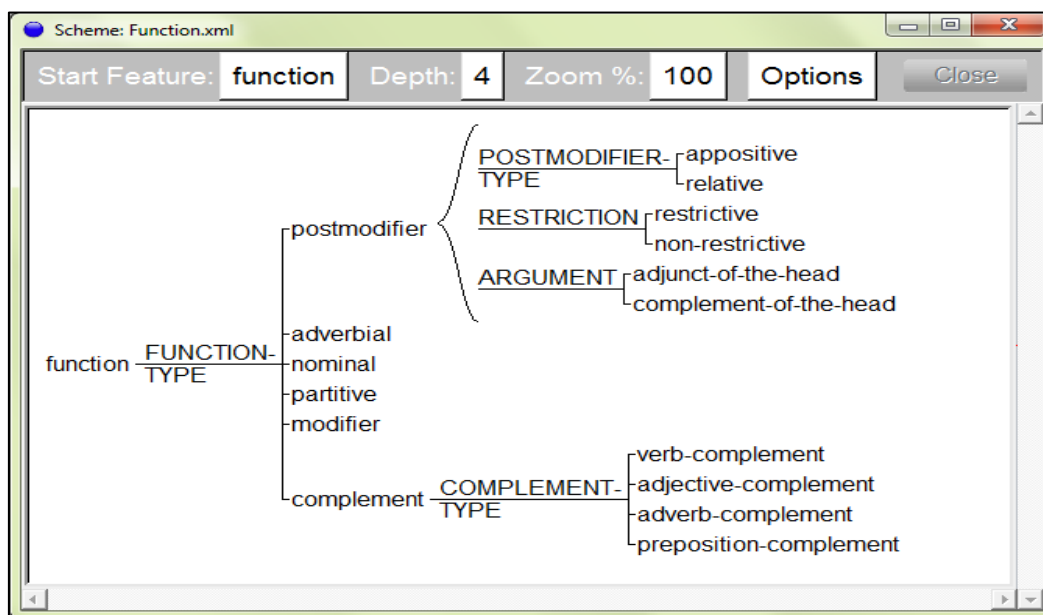 Scheme: Function.xml
Start Feature: function Depth: 4 Zoom %: 100 Options Close
POSTMODIFIER-
TYPE
appositive
relative
postmodifier
RESTRICTION
restrictive
non-restrictive
ARGUMENT
adjunct-of-the-head
complement-of-the-head
function
FUNCTION-
TYPE
adverbial
nominal
partitive
modifier
complement
COMPLEMENT-
TYPE
verb-complement
adjective-complement
adverb-complement
preposition-complement